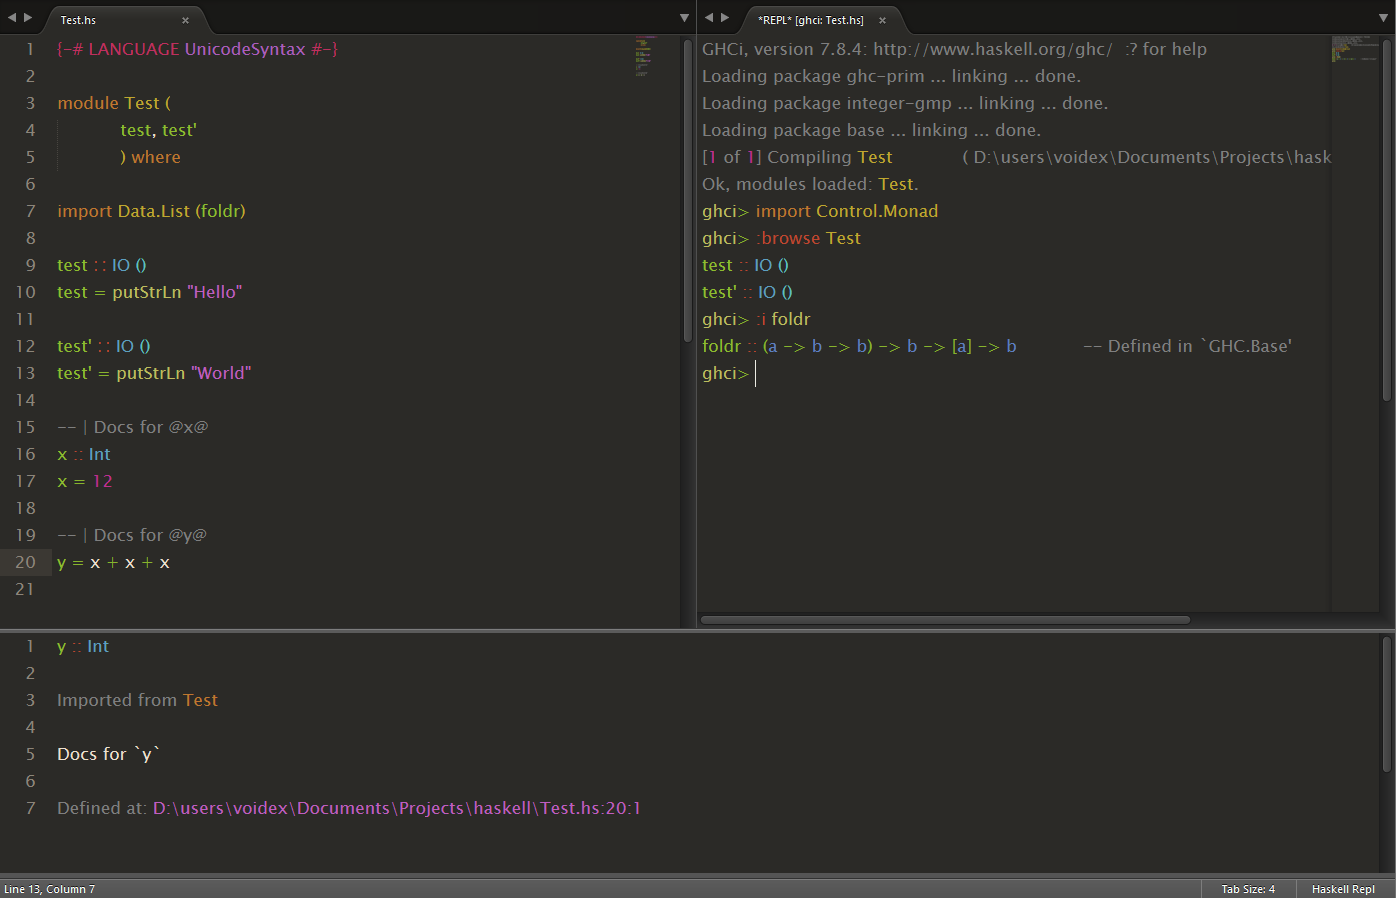 Test.hs ×
1 {-# LANGUAGE UnicodeSyntax #-}
2
3 module Test (
4 test, test'
5 ) where
6
7 import Data.List (foldr)
8
9 test :: IO ()
10 test = putStrLn "Hello"
11
12 test' :: IO ()
13 test' = putStrLn "World"
14
15 -- | Docs for @x@
16 x :: Int
17 x = 12
18
19 -- | Docs for @y@
20 y = x + x + x
21
*REPL* [ghci: Test.hs] ×
GHCi, version 7.8.4: http://www.haskell.org/ghc/  :? for help
Loading package ghc-prim ... linking ... done.
Loading package integer-gmp ... linking ... done.
Loading package base ... linking ... done.
[1 of 1] Compiling Test             ( D:\users\voidex\Documents\Projects\hask
Ok, modules loaded: Test.
ghci> import Control.Monad
ghci> :browse Test
test :: IO ()
test' :: IO ()
ghci> :i foldr
foldr :: (a -> b -> b) -> b -> [a] -> b     -- Defined in `GHC.Base'
ghci>
1 y :: Int
2
3 Imported from Test
4
5 Docs for `y`
6
7 Defined at: D:\users\voidex\Documents\Projects\haskell\Test.hs:20:1
Line 13, Column 7
Tab Size: 4
Haskell Repl